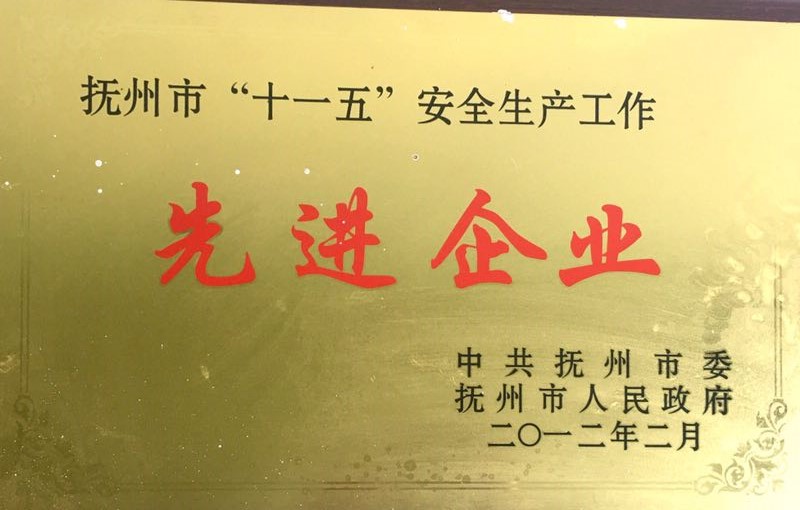 抚州市“十一五”安全生产工作
先进企业
中共抚州市委
抚州市人民政府
二〇一二年二月